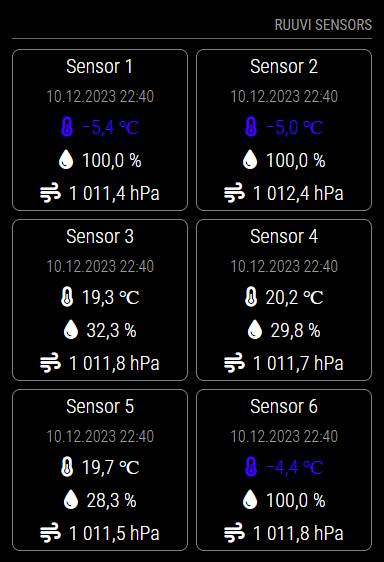 RUUVI SENSORS
Sensor 1
10.12.2023 22:40
−5,4 °C
100,0 %
1 011,4 hPa
Sensor 2
10.12.2023 22:40
−5,0 °C
100,0 %
1 012,4 hPa
Sensor 3
10.12.2023 22:40
19,3 °C
32,3 %
1 011,8 hPa
Sensor 4
10.12.2023 22:40
20,2 °C
29,8 %
1 011,7 hPa
Sensor 5
10.12.2023 22:40
19,7 °C
28,3 %
1 011,5 hPa
Sensor 6
10.12.2023 22:40
−4,4 °C
100,0 %
1 011,8 hPa